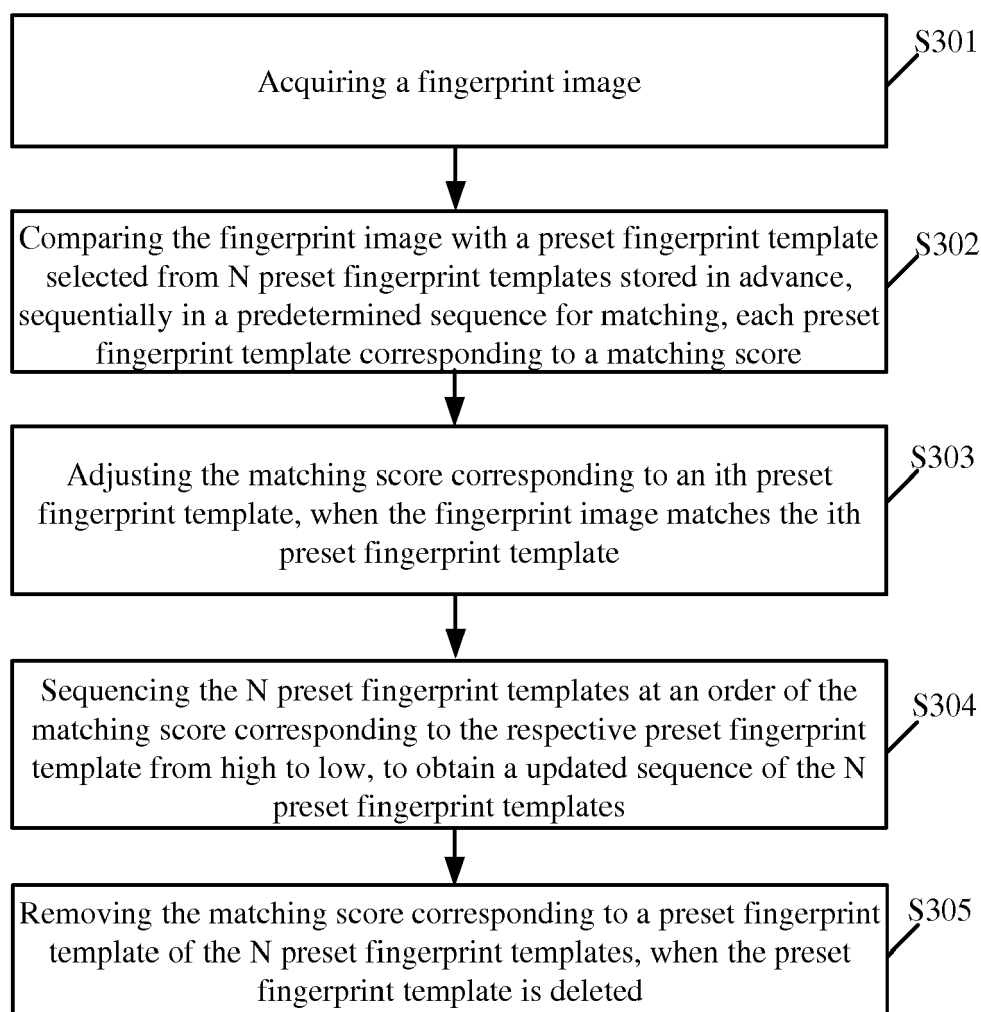 Acquiring a fingerprint image
S301
Comparing the fingerprint image with a preset fingerprint template
selected from N preset fingerprint templates stored in advance,
sequentially in a predetermined sequence for matching, each preset
fingerprint template corresponding to a matching score
S302
Adjusting the matching score corresponding to an ith preset
fingerprint template, when the fingerprint image matches the ith
preset fingerprint template
S303
Sequencing the N preset fingerprint templates at an order of the
matching score corresponding to the respective preset fingerprint
template from high to low, to obtain a updated sequence of the N
preset fingerprint templates
S304
Removing the matching score corresponding to a preset fingerprint
template of the N preset fingerprint templates, when the preset
fingerprint template is deleted
S305